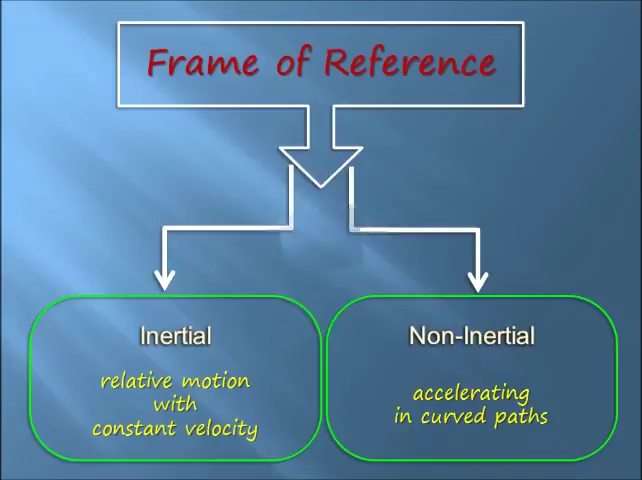 Frame of Reference
Inertial
relative motion
with
constant velocity
Non-Inertial
accelerating
in curved paths